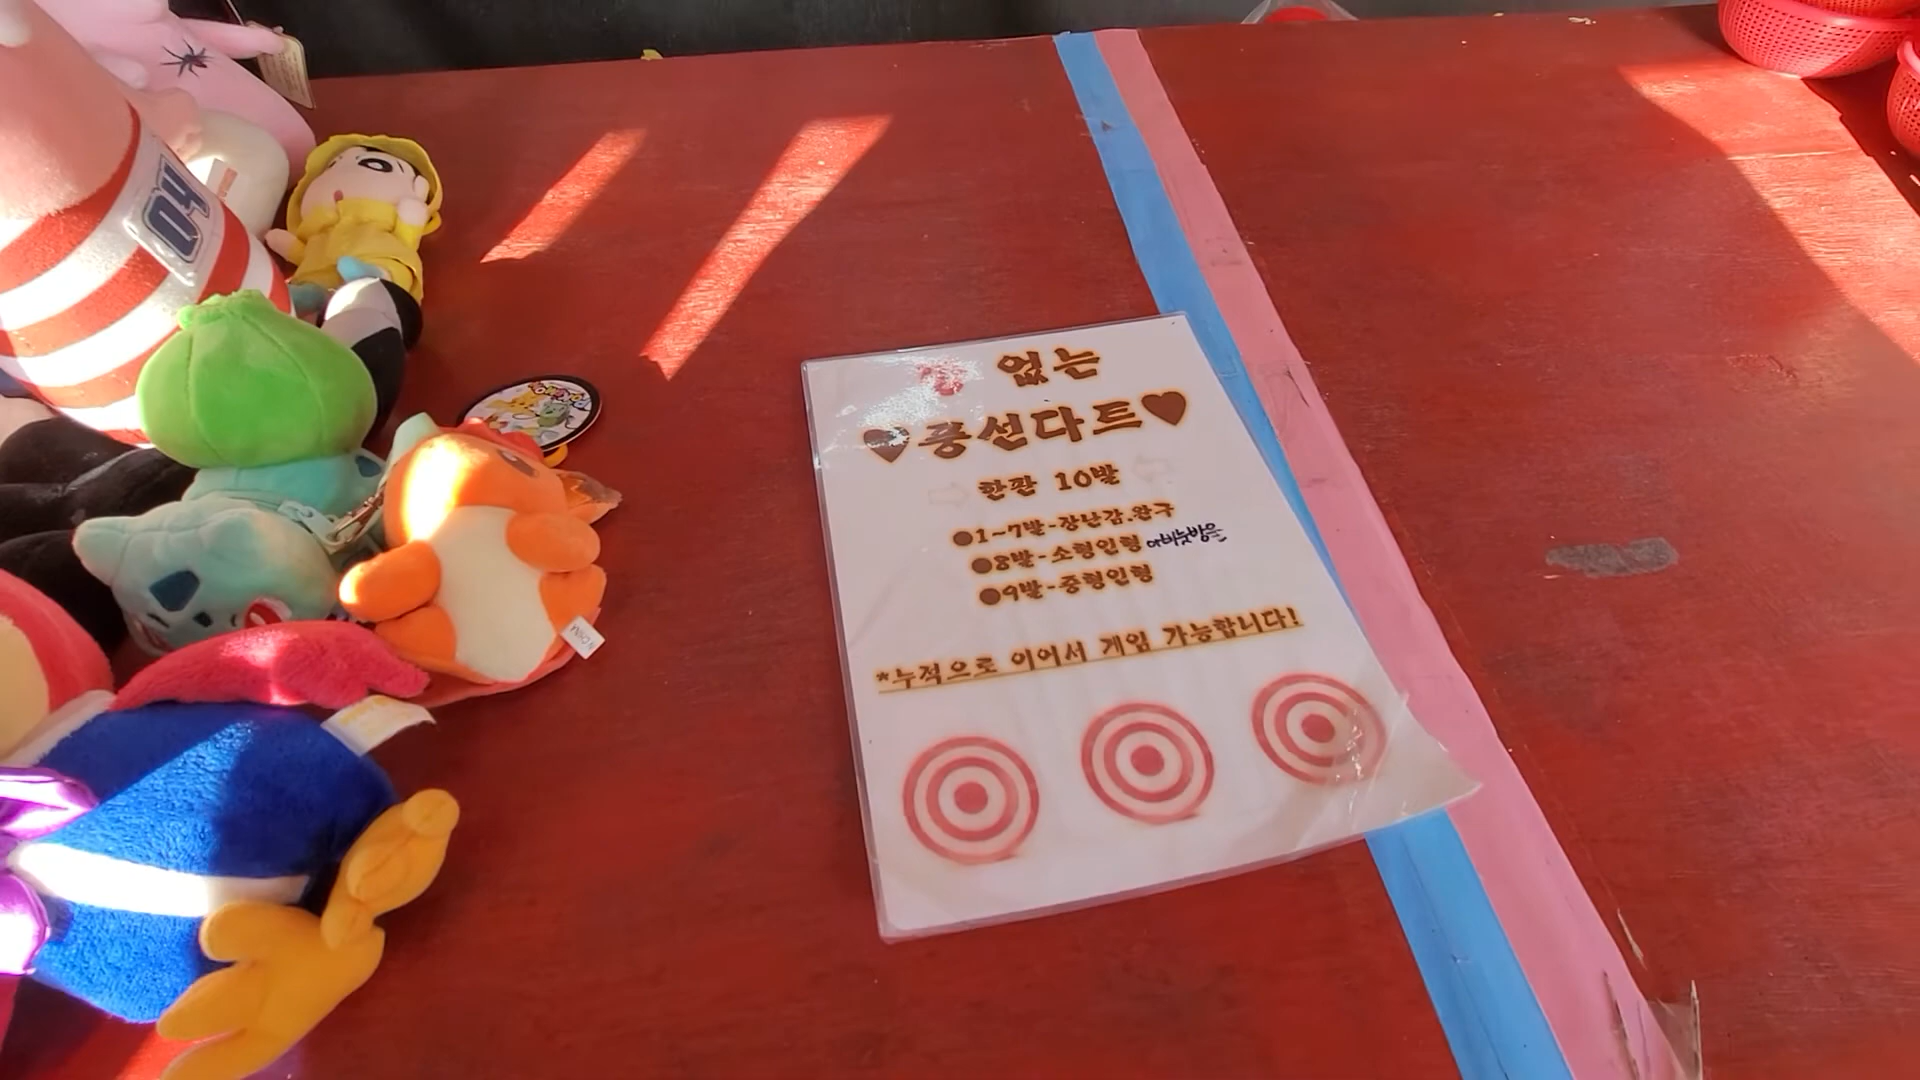 04
없는
♥풍선다트♥
한판 10발
●1~7발-장난감.완구
●8발-소형인형
●9발-중형인형
*누적으로 이어서 게임 가능합니다!